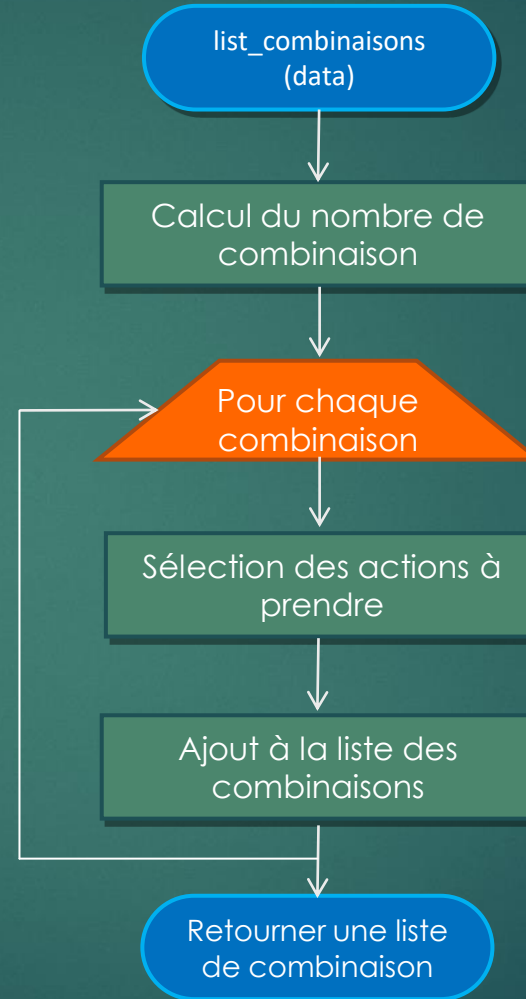 list_combinaisons
(data)
Calcul du nombre de
combinaison
Pour chaque
combinaison
Sélection des actions à
prendre
Ajout à la liste des
combinaisons
Retourner une liste
de combinaison